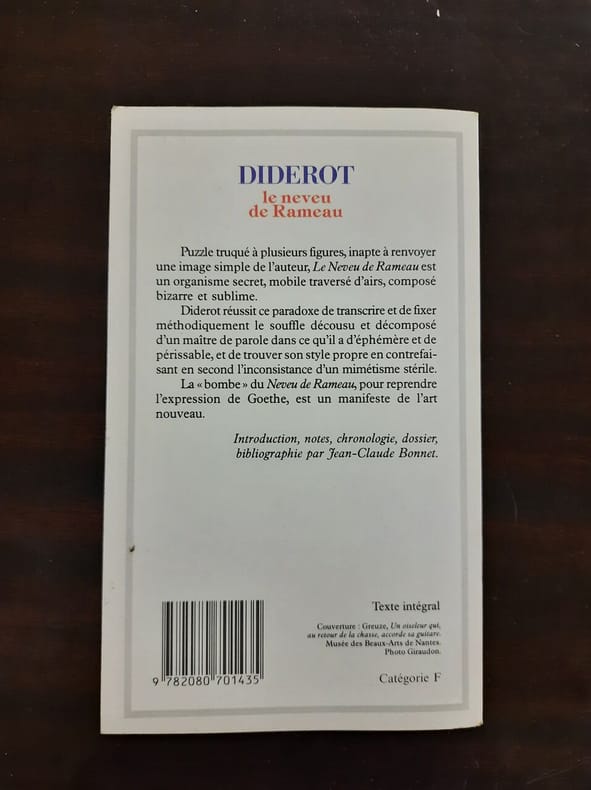 DIDEROT
le neveu
de Rameau
Puzzle truqué à plusieurs figures, inapte à renvoyer
une image simple de l'auteur, Le Neveu de Rameau est
un organisme secret, mobile traversé d'airs, composé
bizarre et sublime.
Diderot réussit ce paradoxe de transcrire et de fixer
méthodiquement le souffle décousu et décomposé
d'un maître de parole dans ce qu'il a d'éphémère et de
périssable, et de trouver son style propre en contrefai-
sant en second l'inconsistance d'un mimétisme stérile.
La « bombe » du Neveu de Rameau, pour reprendre
l'expression de Goethe, est un manifeste de l'art
nouveau.
Introduction, notes, chronologie, dossier,
bibliographie par Jean-Claude Bonnet.
Texte intégral
Couverture : Greuze, Un oiseleur qui,
au retour de la chasse, accorde sa guitare.
Musée des Beaux-Arts de Nantes.
Photo Giraudon.
9 782080 701435
Catégorie F